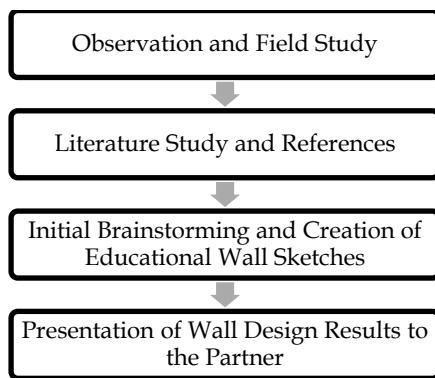 Observation and Field Study
Literature Study and References
Initial Brainstorming and Creation of
Educational Wall Sketches
Presentation of Wall Design Results to
the Partner